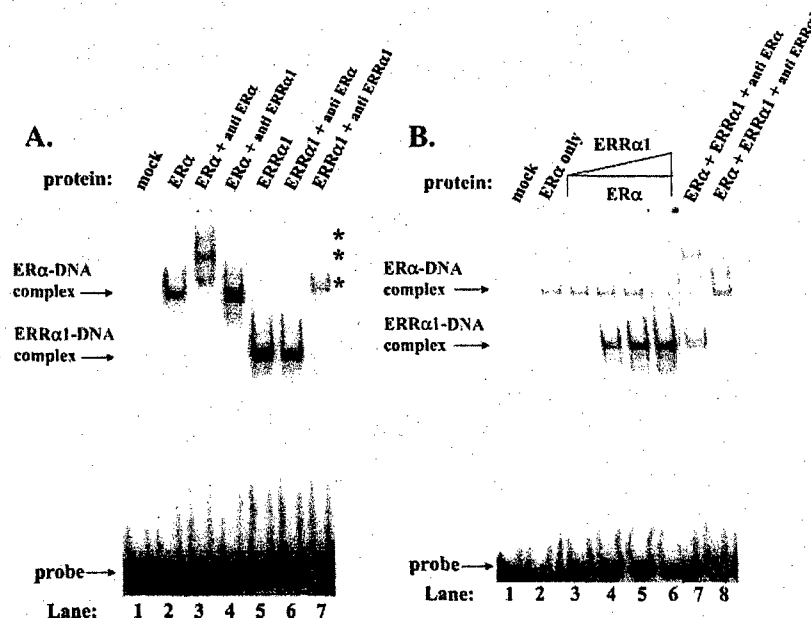 A.
protein:
mock
ERα
ERα + anti ERα
ERα + anti ERRα1
ERRα1
ERRα1 + anti ERα
ERRα1 + anti ERRα1
*
*
*
ERα-DNA
complex
ERRα1-DNA
complex
probe
Lane: 1 2 3 4 5 6 7
B.
protein:
mock
ERα only
ERRα1
ERα
ERα + ERRα1 + anti ERα
ERα + ERRα1 + anti ERRα1
*
ERα-DNA
complex
ERRα1-DNA
complex
probe
Lane: 1 2 3 4 5 6 7 8